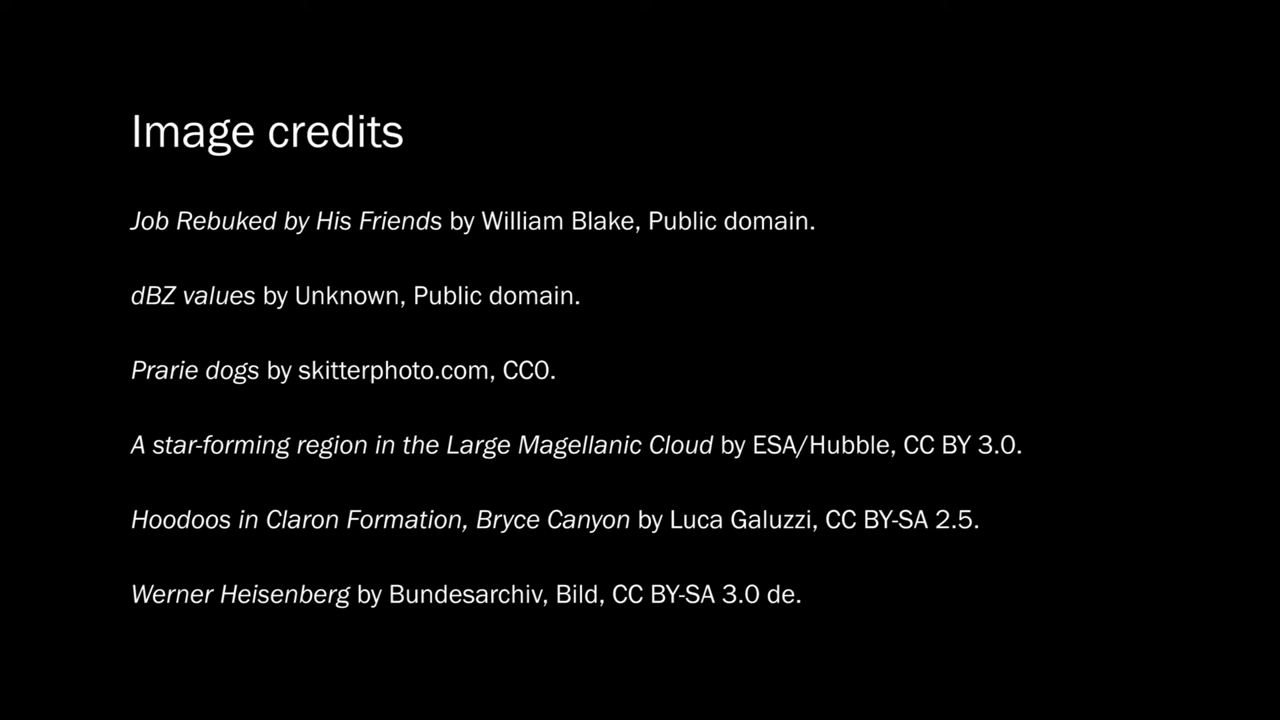 Image credits
Job Rebuked by His Friends by William Blake, Public domain.
dBZ values by Unknown, Public domain.
Prarie dogs by skitterphoto.com, CC0.
A star-forming region in the Large Magellanic Cloud by ESA/Hubble, CC BY 3.0.
Hoodoos in Claron Formation, Bryce Canyon by Luca Galuzzi, CC BY-SA 2.5.
Werner Heisenberg by Bundesarchiv, Bild, CC BY-SA 3.0 de.